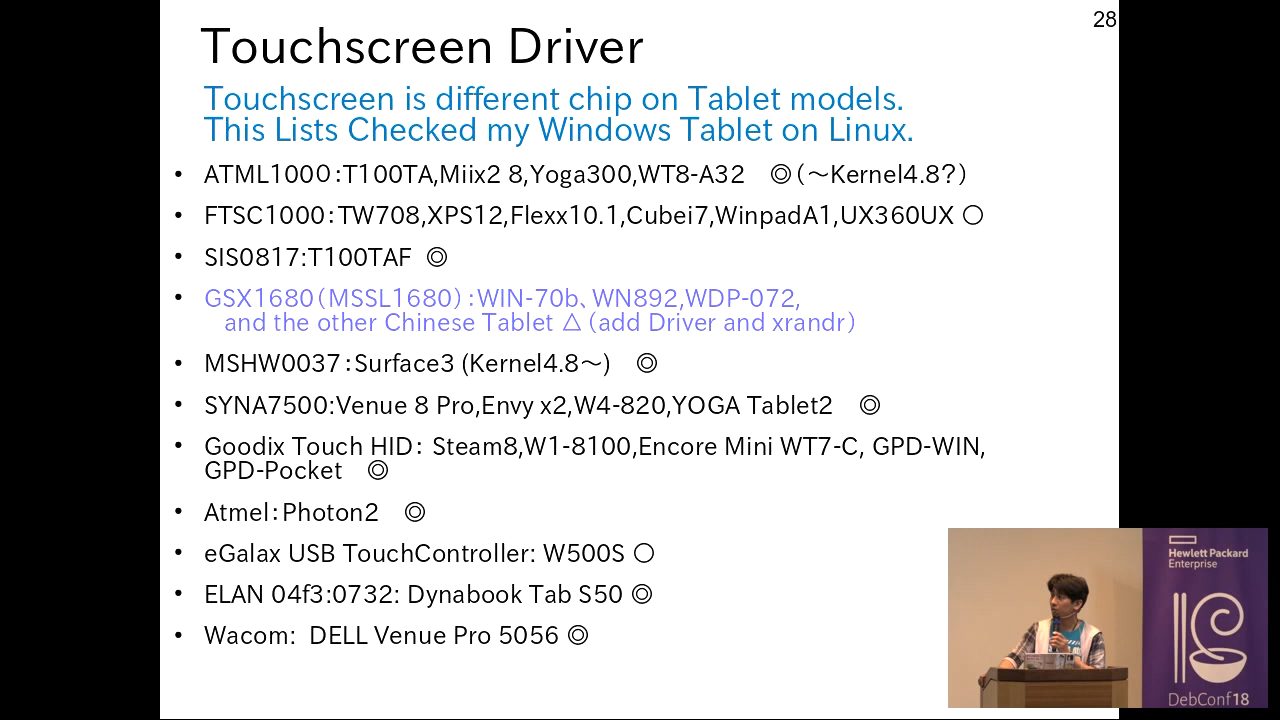 28
Touchscreen Driver
Touchscreen is different chip on Tablet models.
This Lists Checked my Windows Tablet on Linux.
• ATML1000:T100TA,Miix2 8,Yoga300,WT8-A32 ◎(～Kernel4.8?)
• FTSC1000:TW708,XPS12,Flexx10.1,Cubei7,WinpadA1,UX360UX ○
• SIS0817:T100TAF ◎
• GSX1680(MSSL1680):WIN-70b、WN892,WDP-072,
and the other Chinese Tablet △(add Driver and xrandr)
• MSHW0037:Surface3 (Kernel4.8～) ◎
• SYNA7500:Venue 8 Pro,Envy x2,W4-820,YOGA Tablet2 ◎
• Goodix Touch HID: Steam8,W1-8100,Encore Mini WT7-C, GPD-WIN,
GPD-Pocket ◎
• Atmel:Photon2 ◎
• eGalax USB TouchController: W500S ○
• ELAN 04f3:0732: Dynabook Tab S50 ◎
• Wacom: DELL Venue Pro 5056 ◎
Hewlett Packard
Enterprise
DebConf18